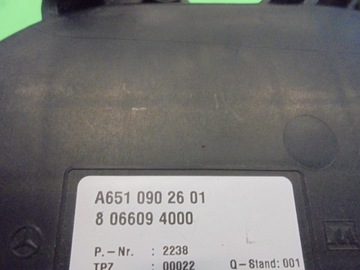 A651 090 26 01
8 06609 4000
P.-Nr. : 2238
TPZ : 00022 Q-Stand: 001